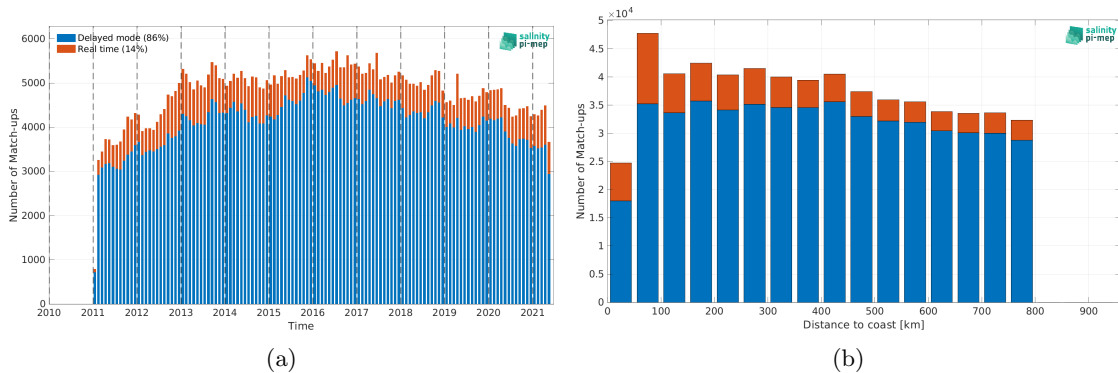 6000
5000
4000
3000
2000
1000
0
Number of Match-ups
Delayed mode (86%)
Real time (14%)
salinity
pi-mep
2010 2011 2012 2013 2014 2015 2016 2017 2018 2019 2020 2021
Time
(a)
×10⁴
5
4.5
4
3.5
3
2.5
2
1.5
1
0.5
0
Number of Match-ups
salinity
pi-mep
0 100 200 300 400 500 600 700 800 900
Distance to coast [km]
(b)